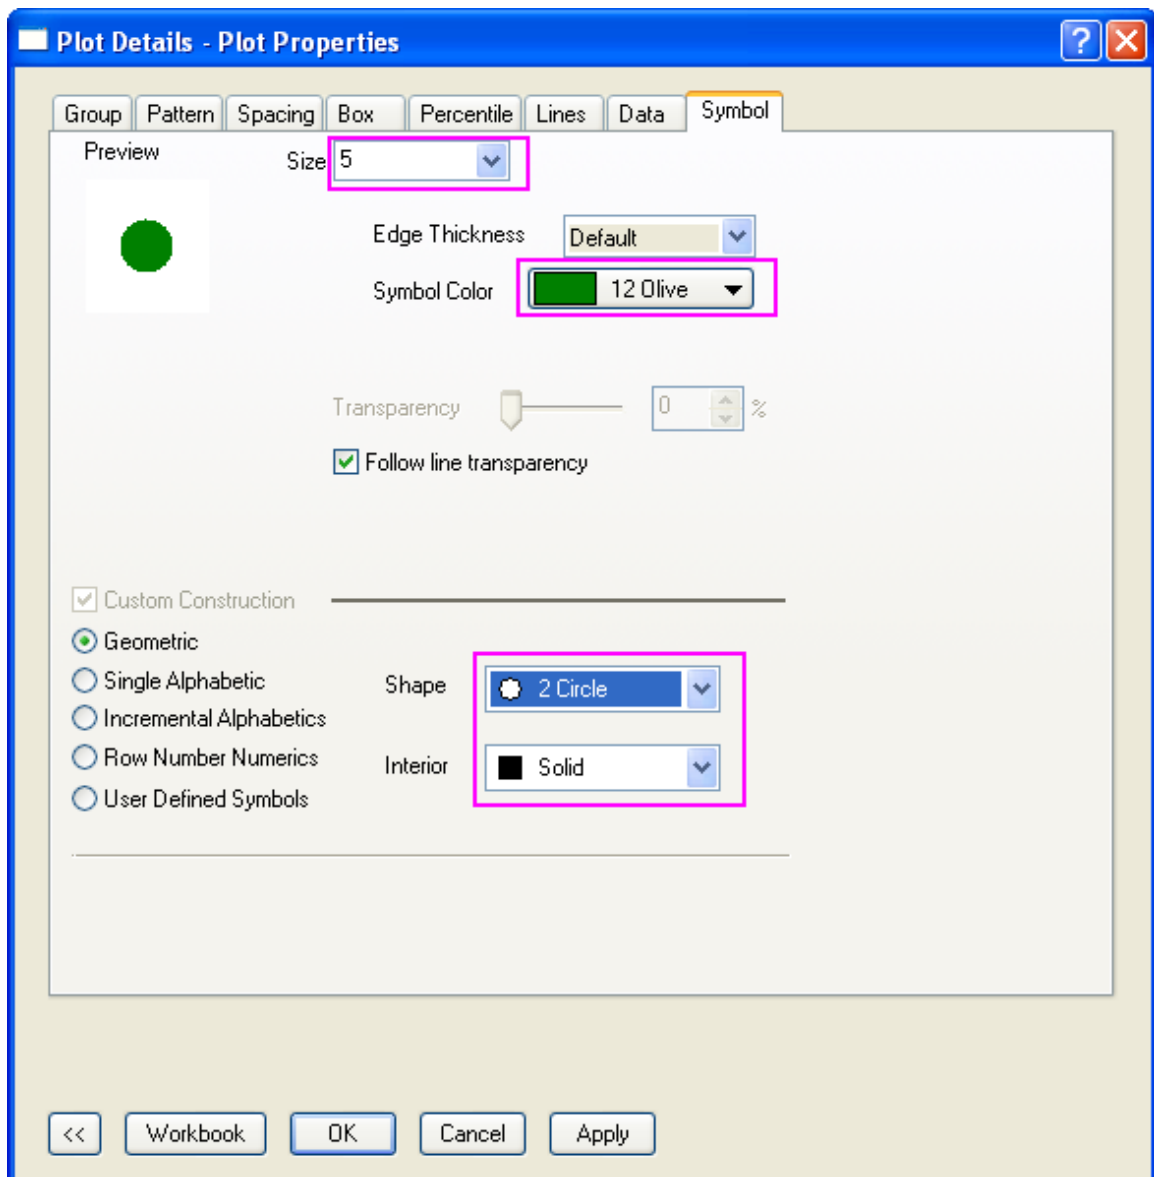 Plot Details - Plot Properties
?
Group Pattern Spacing Box Percentile Lines Data Symbol
Preview Size 5
Edge Thickness Default
Symbol Color 12 Olive
Transparency 0 %
Follow line transparency
Custom Construction
Geometric
Single Alphabetic Shape 2 Circle
Incremental Alphabetics
Row Number Numerics Interior Solid
User Defined Symbols
<< Workbook OK Cancel Apply